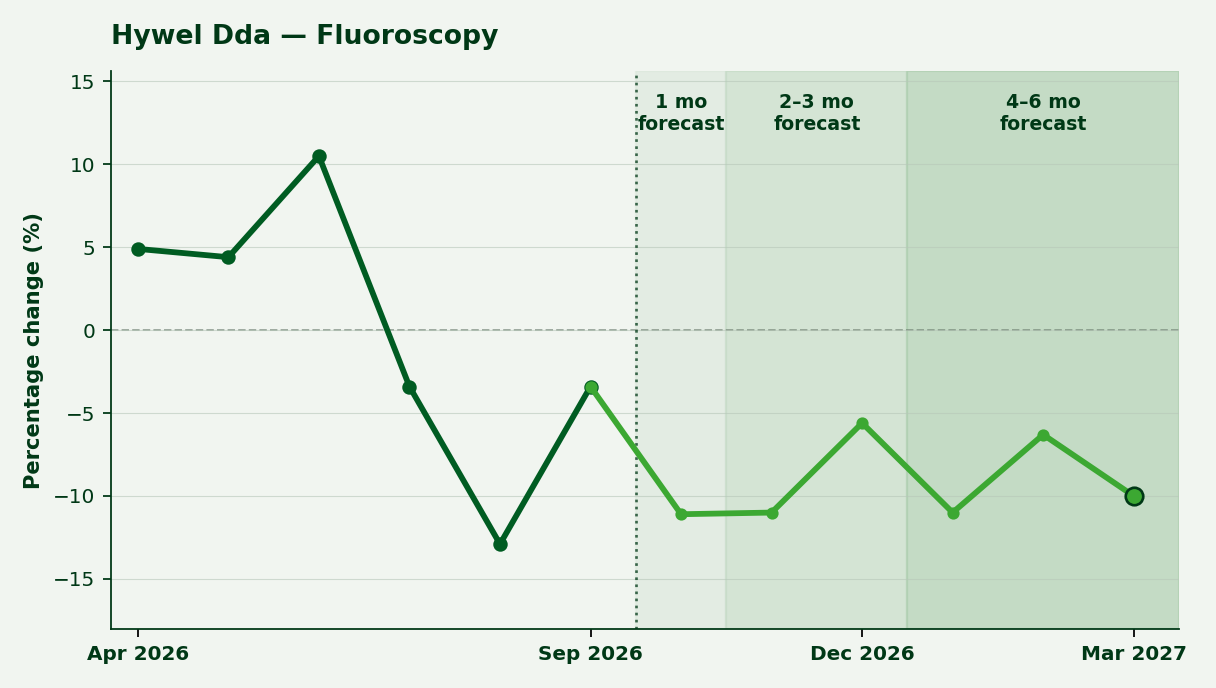 Hywel Dda — Fluoroscopy
Percentage change (%)
15
10
5
0
−5
−10
−15
1 mo
forecast
2–3 mo
forecast
4–6 mo
forecast
Apr 2026
Sep 2026
Dec 2026
Mar 2027